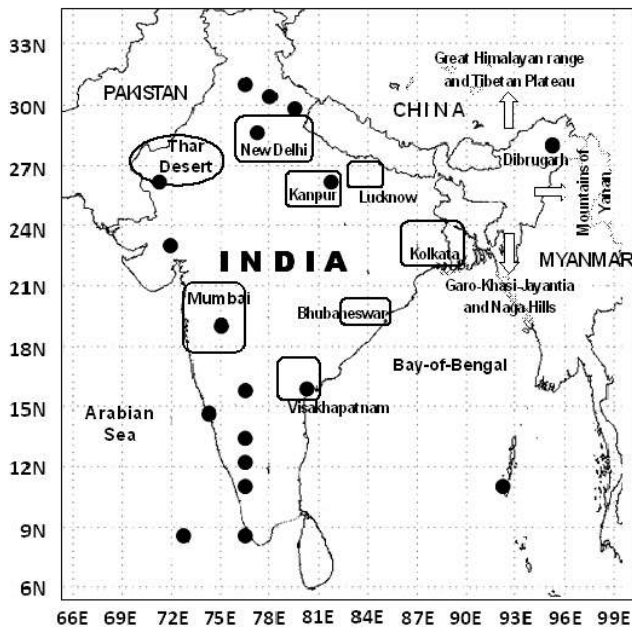 33N
Great Himalayan range
and Tibetan Plateau
PAKISTAN
CHINA
30N
Thar
Desert
New Delhi
Dibrugarh
27N
Kanpur
Lucknow
Mountains of
Yanan.
24N
INDIA
Kolkata
MYANMAR
21N
Mumbai
Bhubaneswar
Garo-Khasi-Jayantia
and Naga Hills
18N
Bay-of-Bengal
15N
Arabian
Sea
Visakhapatnam
12N
9N
6N
66E 69E 72E 75E 78E 81E 84E 87E 90E 93E 96E 99E